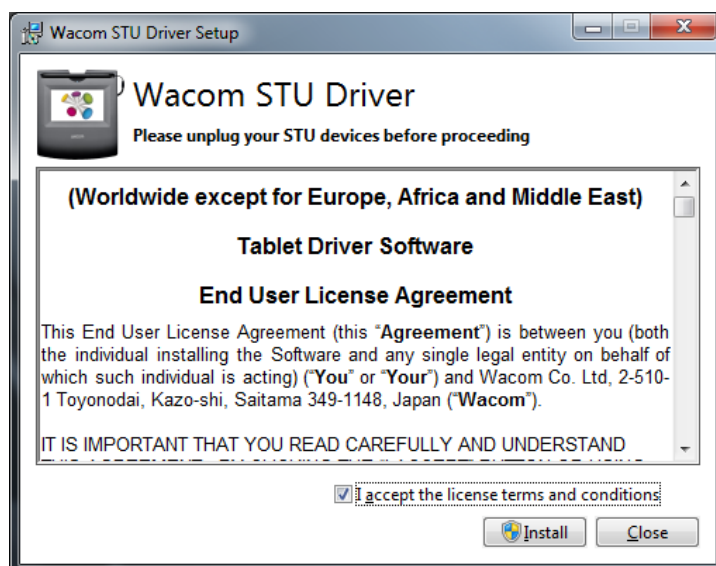 Wacom STU Driver Setup
Wacom STU Driver
Please unplug your STU devices before proceeding
(Worldwide except for Europe, Africa and Middle East)
Tablet Driver Software
End User License Agreement
This End User License Agreement (this “Agreement”) is between you (both
the individual installing the Software and any single legal entity on behalf of
which such individual is acting) (“You” or “Your”) and Wacom Co. Ltd, 2-510-
1 Toyonodai, Kazo-shi, Saitama 349-1148, Japan (“Wacom”).
IT IS IMPORTANT THAT YOU READ CAREFULLY AND UNDERSTAND
I accept the license terms and conditions
Install Close